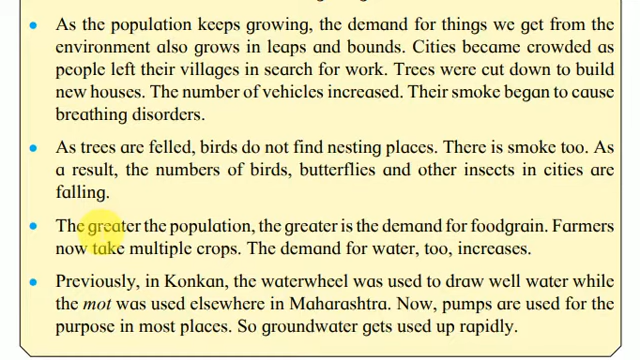 As the population keeps growing, the demand for things we get from the
environment also grows in leaps and bounds. Cities became crowded as
people left their villages in search for work. Trees were cut down to build
new houses. The number of vehicles increased. Their smoke began to cause
breathing disorders.
As trees are felled, birds do not find nesting places. There is smoke too. As
a result, the numbers of birds, butterflies and other insects in cities are
falling.
The greater the population, the greater is the demand for foodgrain. Farmers
now take multiple crops. The demand for water, too, increases.
Previously, in Konkan, the waterwheel was used to draw well water while
the mot was used elsewhere in Maharashtra. Now, pumps are used for the
purpose in most places. So groundwater gets used up rapidly.